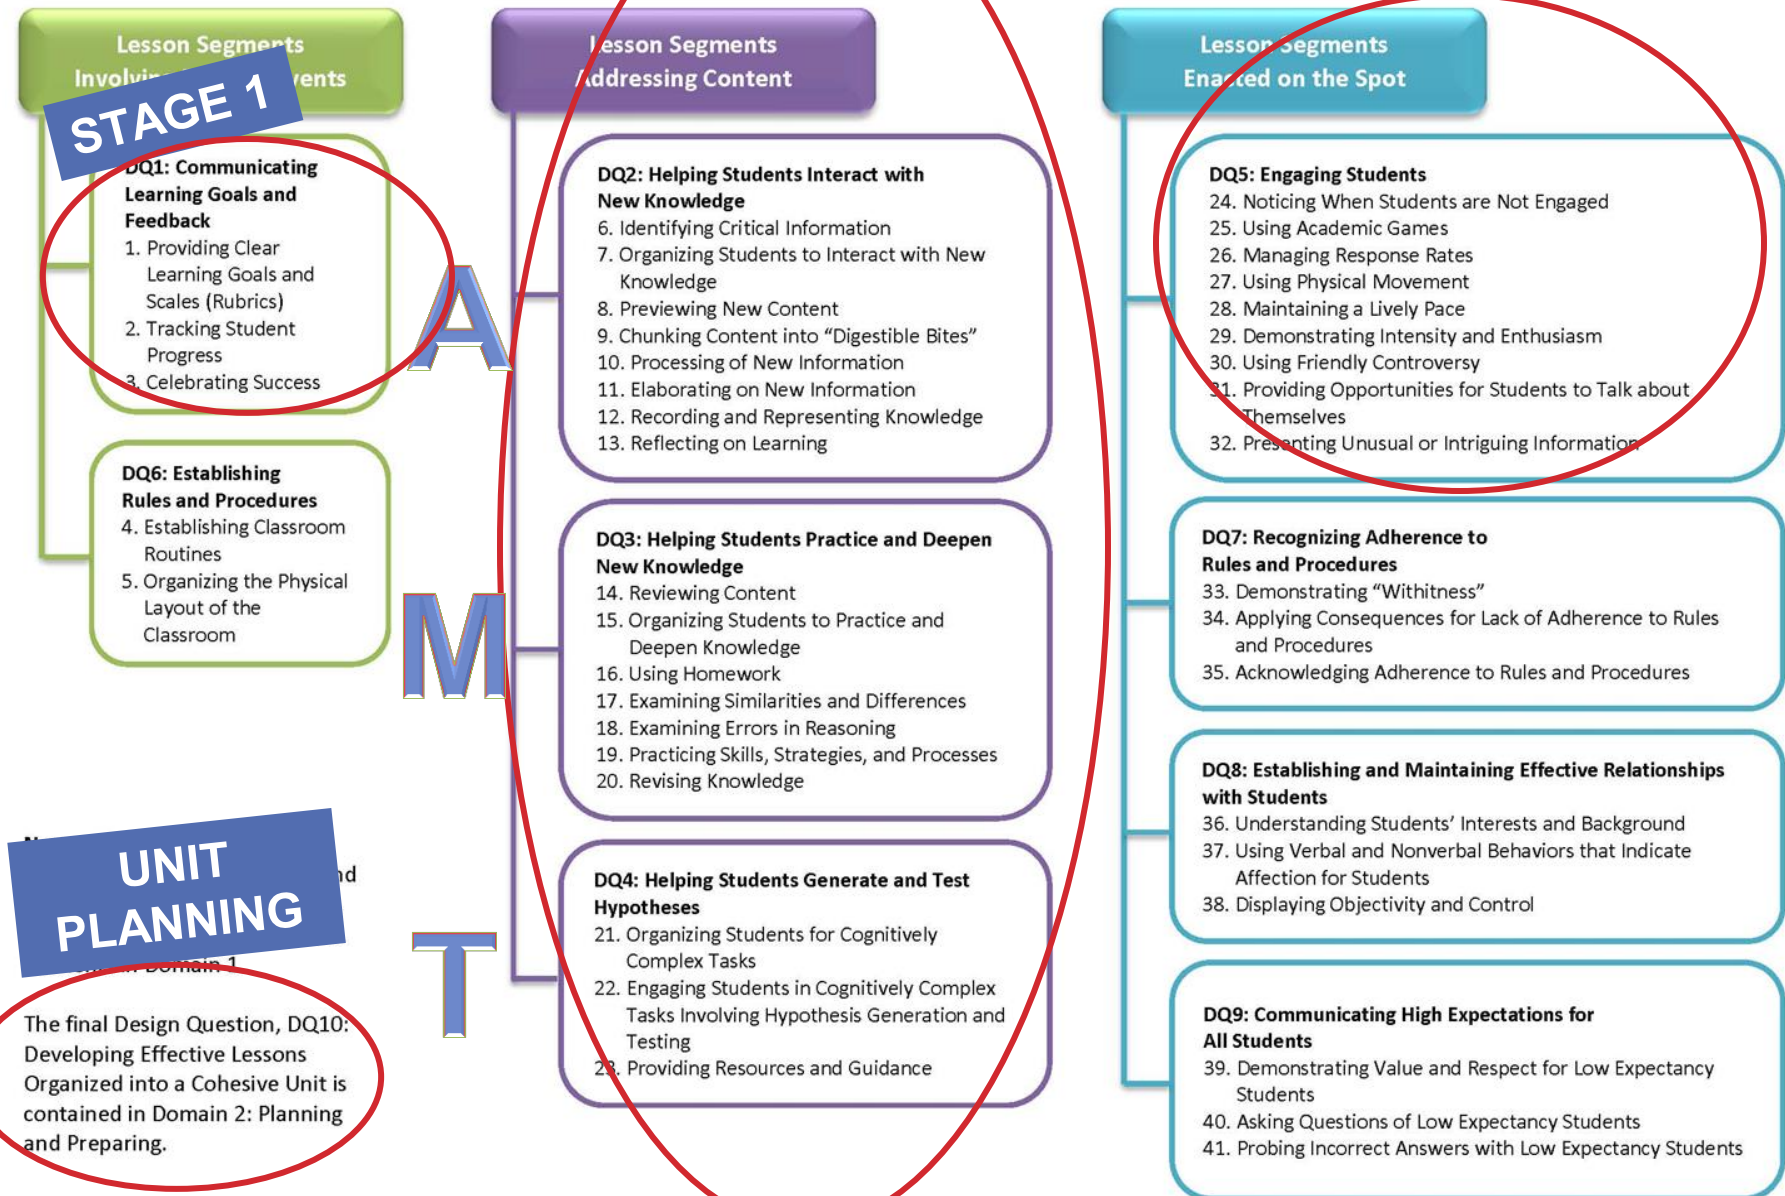 Lesson Segments
Involving vents
STAGE 1
DQ1: Communicating
Learning Goals and
Feedback
1. Providing Clear
Learning Goals and
Scales (Rubrics)
2. Tracking Student
Progress
3. Celebrating Success
DQ6: Establishing
Rules and Procedures
4. Establishing Classroom
Routines
5. Organizing the Physical
Layout of the
Classroom
UNIT
PLANNING
Domain 1
The final Design Question, DQ10:
Developing Effective Lessons
Organized into a Cohesive Unit is
contained in Domain 2: Planning
and Preparing.
A
M
T
Lesson Segments
Addressing Content
DQ2: Helping Students Interact with
New Knowledge
6. Identifying Critical Information
7. Organizing Students to Interact with New
Knowledge
8. Previewing New Content
9. Chunking Content into “Digestible Bites”
10. Processing of New Information
11. Elaborating on New Information
12. Recording and Representing Knowledge
13. Reflecting on Learning
DQ3: Helping Students Practice and Deepen
New Knowledge
14. Reviewing Content
15. Organizing Students to Practice and
Deepen Knowledge
16. Using Homework
17. Examining Similarities and Differences
18. Examining Errors in Reasoning
19. Practicing Skills, Strategies, and Processes
20. Revising Knowledge
DQ4: Helping Students Generate and Test
Hypotheses
21. Organizing Students for Cognitively
Complex Tasks
22. Engaging Students in Cognitively Complex
Tasks Involving Hypothesis Generation and
Testing
23. Providing Resources and Guidance
Lesson Segments
Enacted on the Spot
DQ5: Engaging Students
24. Noticing When Students are Not Engaged
25. Using Academic Games
26. Managing Response Rates
27. Using Physical Movement
28. Maintaining a Lively Pace
29. Demonstrating Intensity and Enthusiasm
30. Using Friendly Controversy
31. Providing Opportunities for Students to Talk about
Themselves
32. Presenting Unusual or Intriguing Information
DQ7: Recognizing Adherence to
Rules and Procedures
33. Demonstrating “Withitness”
34. Applying Consequences for Lack of Adherence to Rules
and Procedures
35. Acknowledging Adherence to Rules and Procedures
DQ8: Establishing and Maintaining Effective Relationships
with Students
36. Understanding Students’ Interests and Background
37. Using Verbal and Nonverbal Behaviors that Indicate
Affection for Students
38. Displaying Objectivity and Control
DQ9: Communicating High Expectations for
All Students
39. Demonstrating Value and Respect for Low Expectancy
Students
40. Asking Questions of Low Expectancy Students
41. Probing Incorrect Answers with Low Expectancy Students